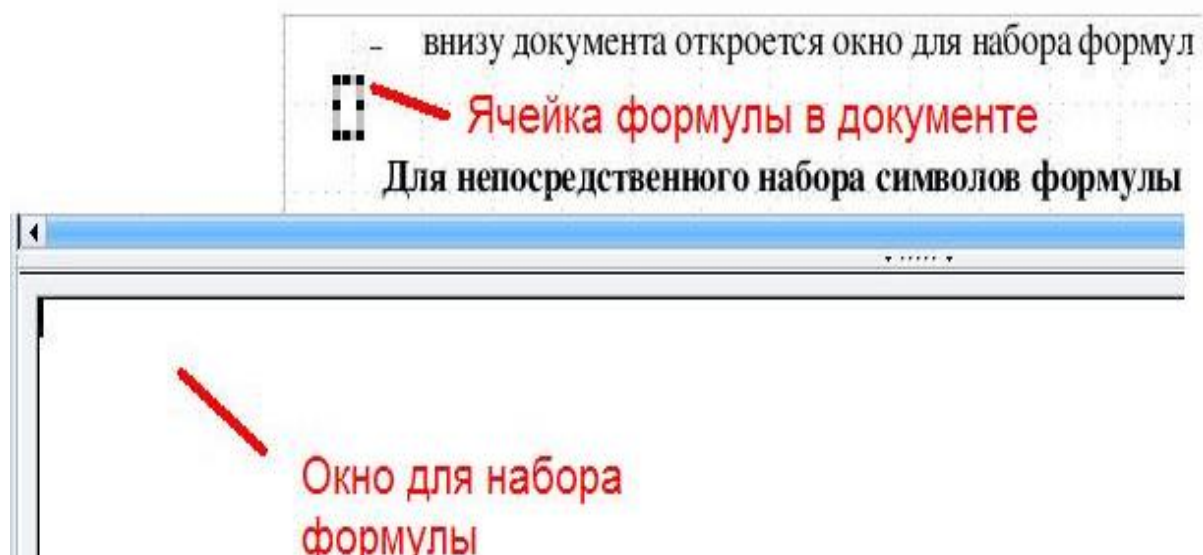 – внизу документа откроется окно для набора формул
Ячейка формулы в документе
Для непосредственного набора символов формулы
Окно для набора
формулы